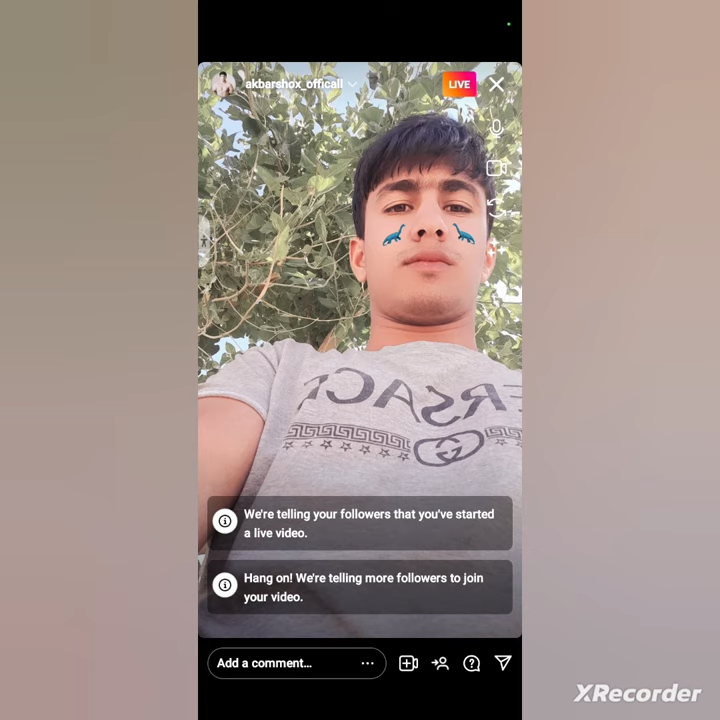 akbarshox_officall
LIVE
VERSACE
We're telling your followers that you've started
a live video.
Hang on! We're telling more followers to join
your video.
Add a comment...
XRecorder